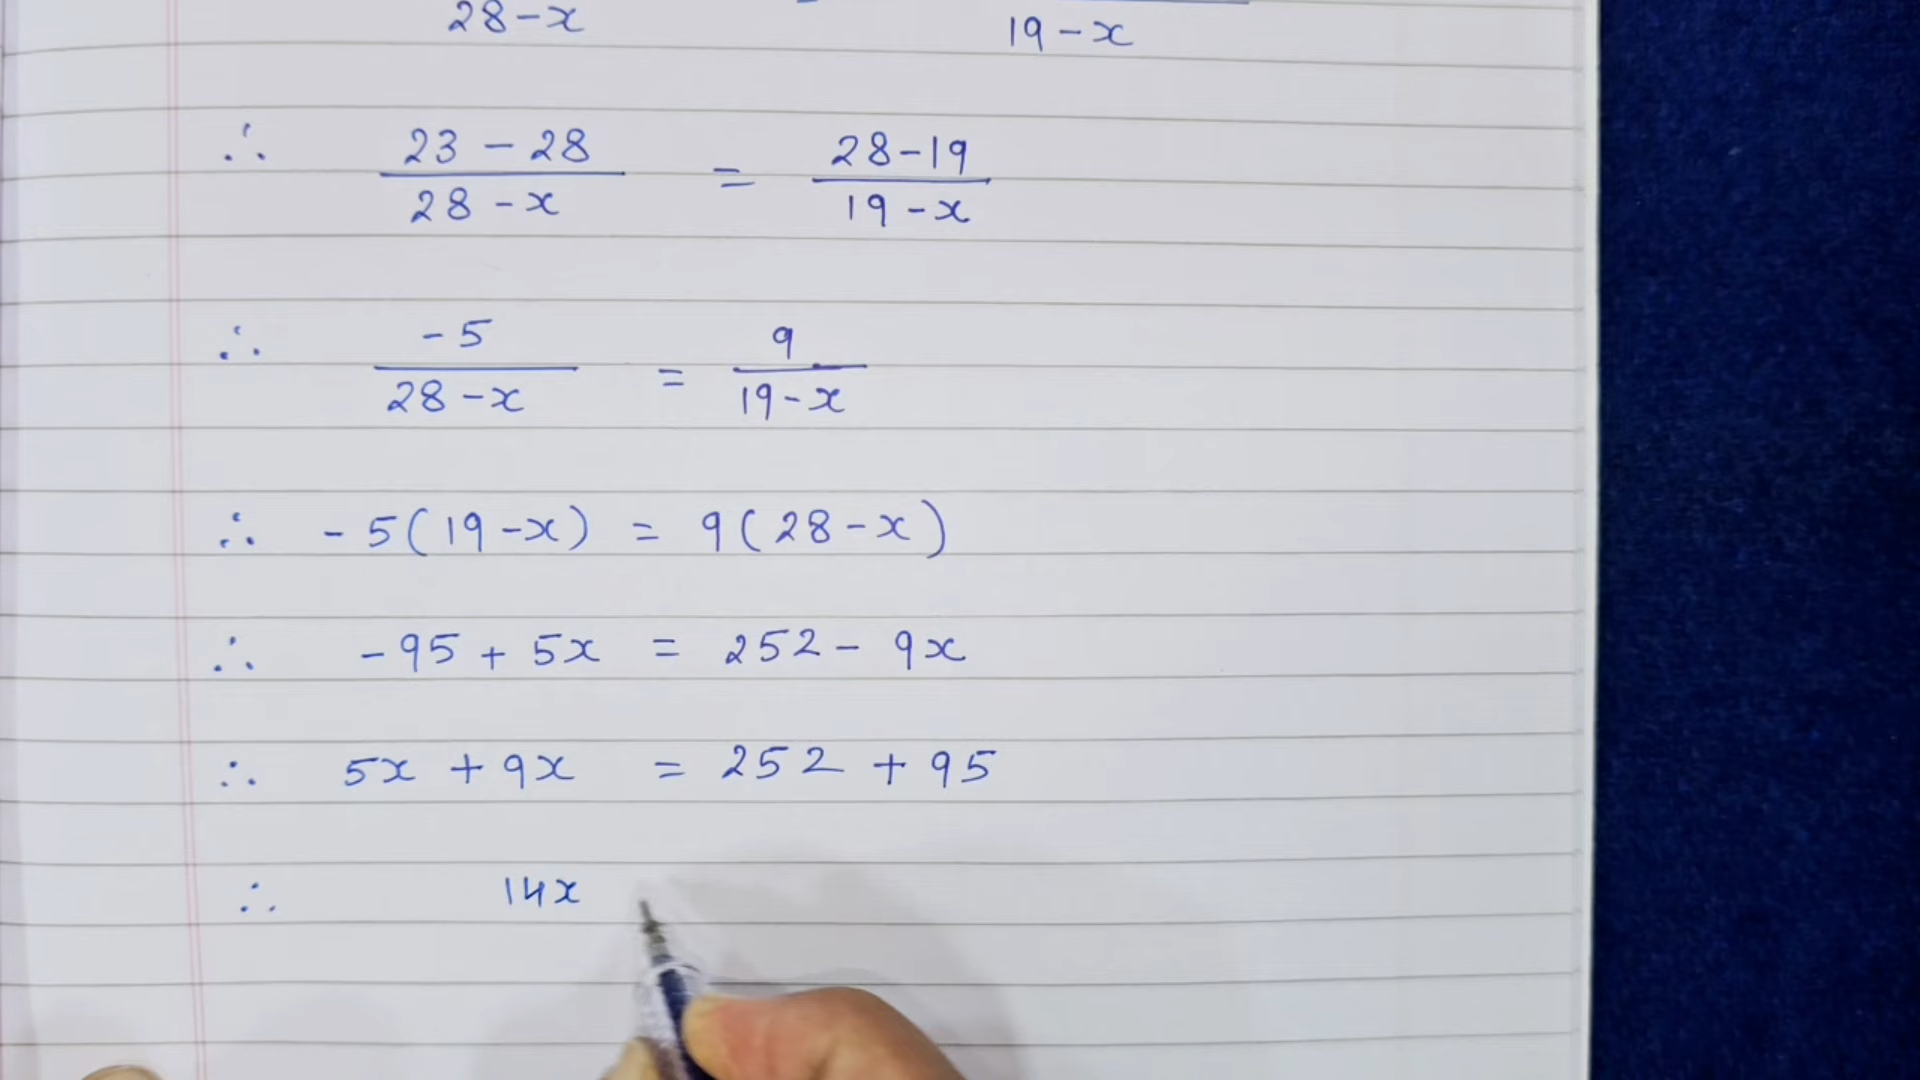 28-x = 19-x
∴ 23-28/28-x = 28-19/19-x
∴ -5/28-x = 9/19-x
∴ -5(19-x) = 9(28-x)
∴ -95+5x = 252-9x
∴ 5x+9x = 252+95
∴ 14x